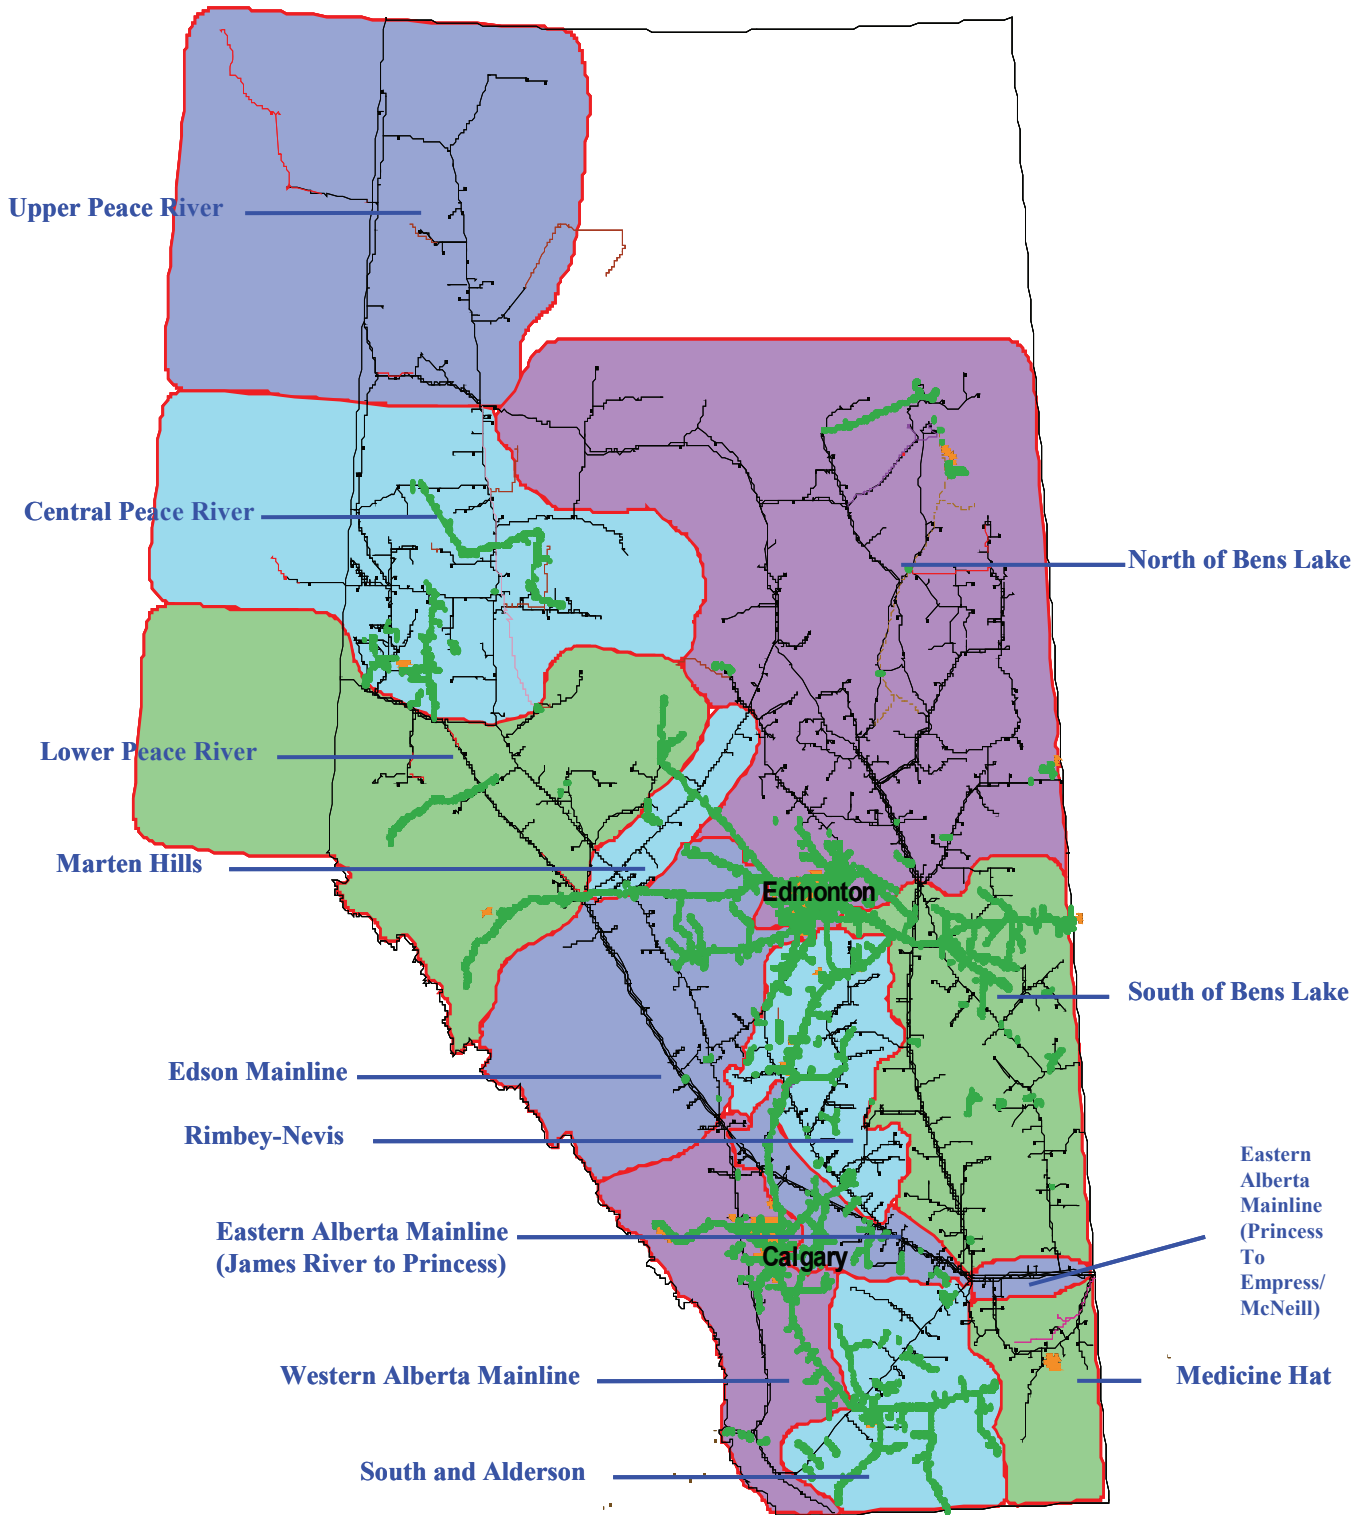 Upper Peace River
Central Peace River
North of Bens Lake
Lower Peace River
Marten Hills
Edmonton
South of Bens Lake
Edson Mainline
Rimbey-Nevis
Eastern
Alberta
Mainline
(Princess
To
Empress/
McNeill)
Eastern Alberta Mainline
(James River to Princess)
Calgary
Western Alberta Mainline
Medicine Hat
South and Alderson